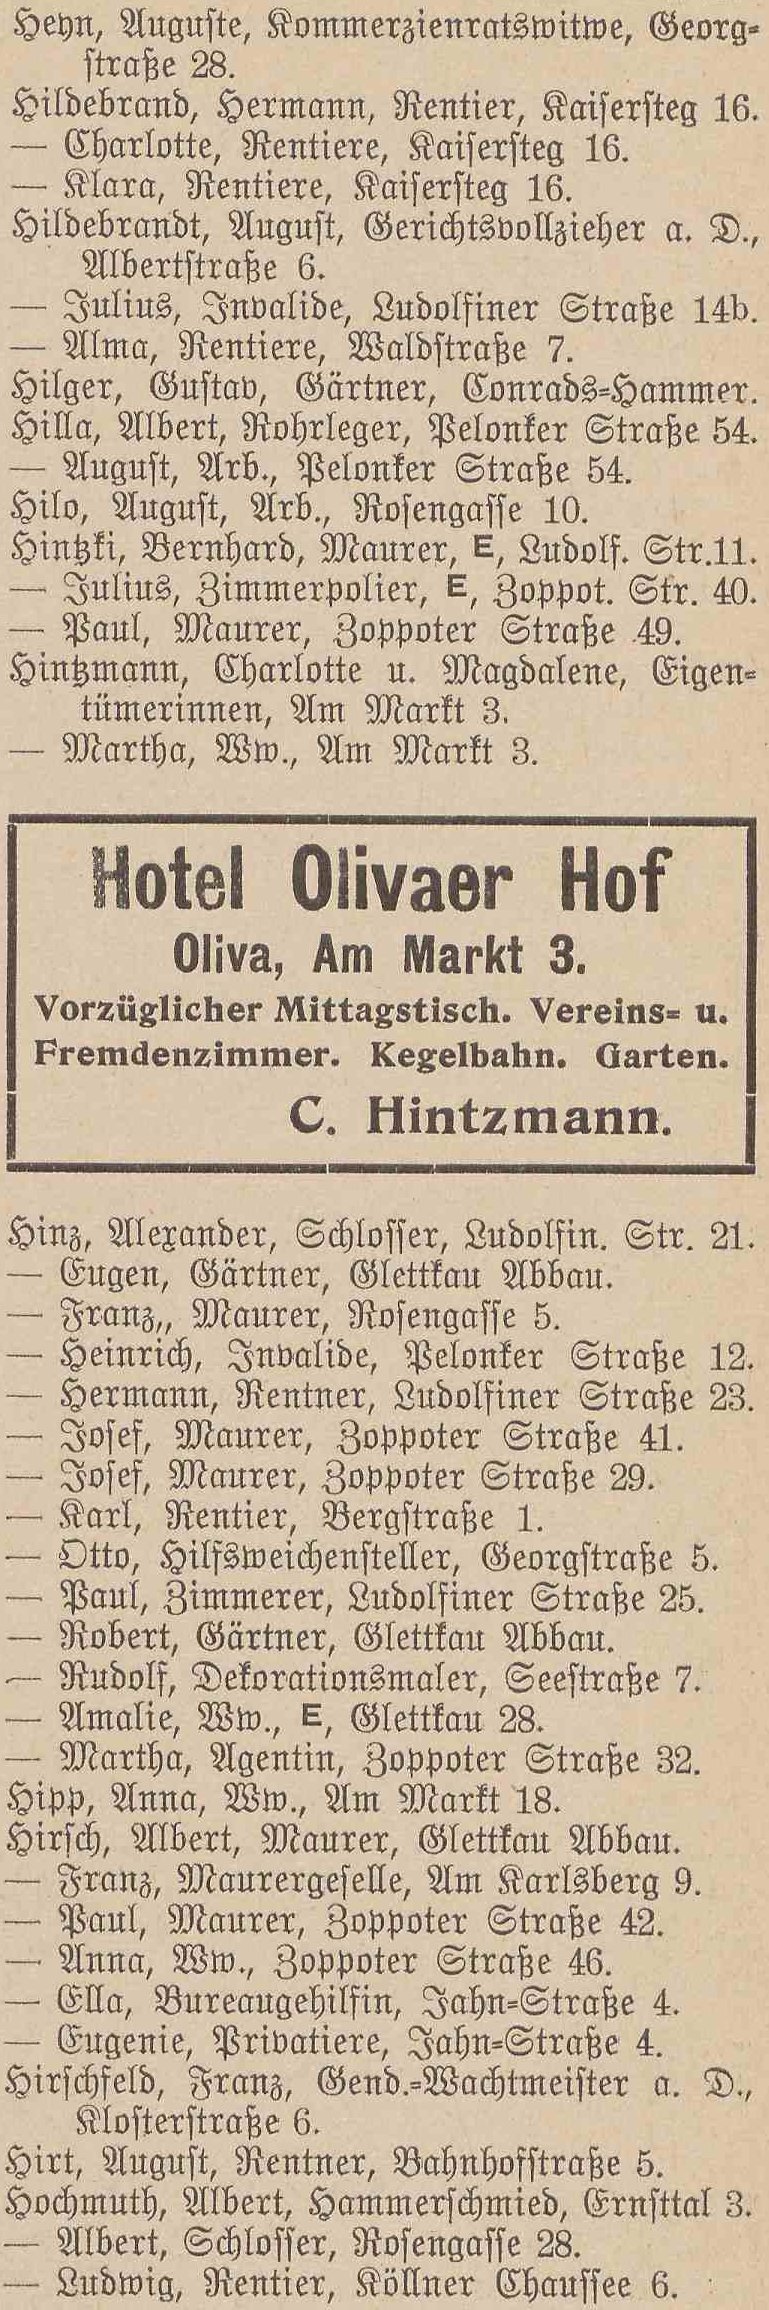 Heyn, Auguste, Kommerzienratswitwe, Georg-
straße 28.
Hildebrand, Hermann, Rentier, Kaisersteg 16.
— Charlotte, Rentiere, Kaisersteg 16.
— Klara, Rentiere, Kaisersteg 16.
Hildebrandt, August, Gerichtsvollzieher a. D.,
Albertstraße 6.
— Julius, Invalide, Ludolfiner Straße 14b.
— Alma, Rentiere, Waldstraße 7.
Hilger, Gustav, Gärtner, Conrads-Hammer.
Hilla, Albert, Rohrleger, Pelonker Straße 54.
— August, Arb., Pelonker Straße 54.
Hilo, August, Arb., Rosengasse 10.
Hintzki, Bernhard, Maurer, E, Ludolf. Str.11.
— Julius, Zimmerpolier, E, Zoppot. Str. 40.
— Paul, Maurer, Zoppoter Straße 49.
Hintzmann, Charlotte u. Magdalene, Eigen-
tümerinnen, Am Markt 3.
— Martha, Ww., Am Markt 3.
Hotel Olivaer Hof
Oliva, Am Markt 3.
Vorzüglicher Mittagstisch. Vereins- u.
Fremdenzimmer. Kegelbahn. Garten.
C. Hintzmann.
Hinz, Alexander, Schlosser, Ludolfin. Str. 21.
— Eugen, Gärtner, Glettkau Abbau.
— Franz,, Maurer, Rosengasse 5.
— Heinrich, Invalide, Pelonker Straße 12.
— Hermann, Rentner, Ludolfiner Straße 23.
— Josef, Maurer, Zoppoter Straße 41.
— Josef, Maurer, Zoppoter Straße 29.
— Karl, Rentier, Bergstraße 1.
— Otto, Hilfsweichensteller, Georgstraße 5.
— Paul, Zimmerer, Ludolfiner Straße 25.
— Robert, Gärtner, Glettkau Abbau.
— Rudolf, Dekorationsmaler, Seestraße 7.
— Amalie, Ww., E, Glettkau 28.
— Martha, Agentin, Zoppoter Straße 32.
Hipp, Anna, Ww., Am Markt 18.
Hirsch, Albert, Maurer, Glettkau Abbau.
— Franz, Maurergeselle, Am Karlsberg 9.
— Paul, Maurer, Zoppoter Straße 42.
— Anna, Ww., Zoppoter Straße 46.
— Ella, Bureaugehilfin, Jahn-Straße 4.
— Eugenie, Privatiere, Jahn-Straße 4.
Hirschfeld, Franz, Gend.-Wachtmeister a. D.,
Klosterstraße 6.
Hirt, August, Rentner, Bahnhofstraße 5.
Hochmuth, Albert, Hammerschmied, Ernsttal 3.
— Albert, Schlosser, Rosengasse 28.
— Ludwig, Rentier, Köllner Chaussee 6.